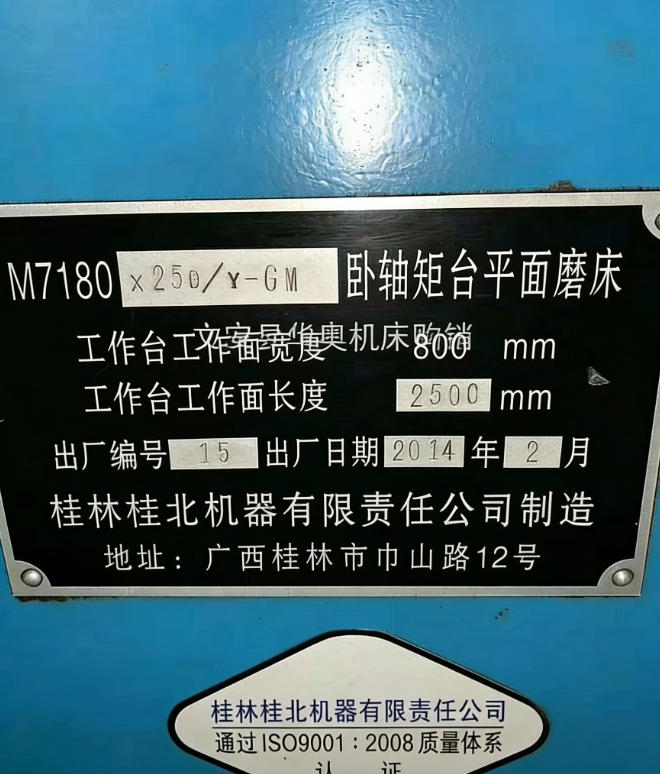 M7180 x250/Y-GM 卧轴矩台平面磨床
工作台工作面宽度 800 mm
文安县华奥机床购销
工作台工作面长度 2500 mm
出厂编号 15 出厂日期 2014 年 2 月
桂林桂北机器有限责任公司制造
地址：广西桂林市巾山路12号
桂林桂北机器有限责任公司
通过ISO9001：2008质量体系
认 证